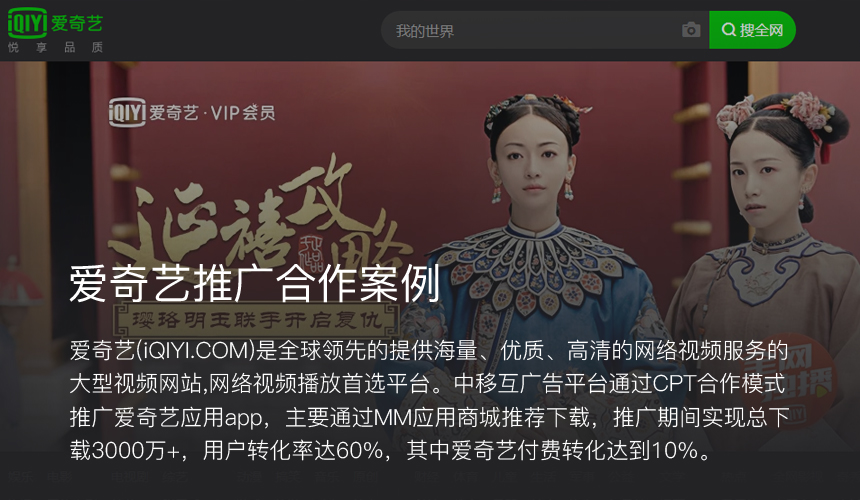 iQIYI 爱奇艺
悦享品质
我的世界
搜全网
iQIYI 爱奇艺·VIP会员
延禧攻略
爱奇艺推广合作案例
璎珞明玉联手开启复仇
爱奇艺(iQIYI.COM)是全球领先的提供海量、优质、高清的网络视频服务的
大型视频网站,网络视频播放首选平台。中移互广告平台通过CPT合作模式
推广爱奇艺应用app，主要通过MM应用商城推荐下载，推广期间实现总下
载3000万+，用户转化率达60%，其中爱奇艺付费转化达到10%。